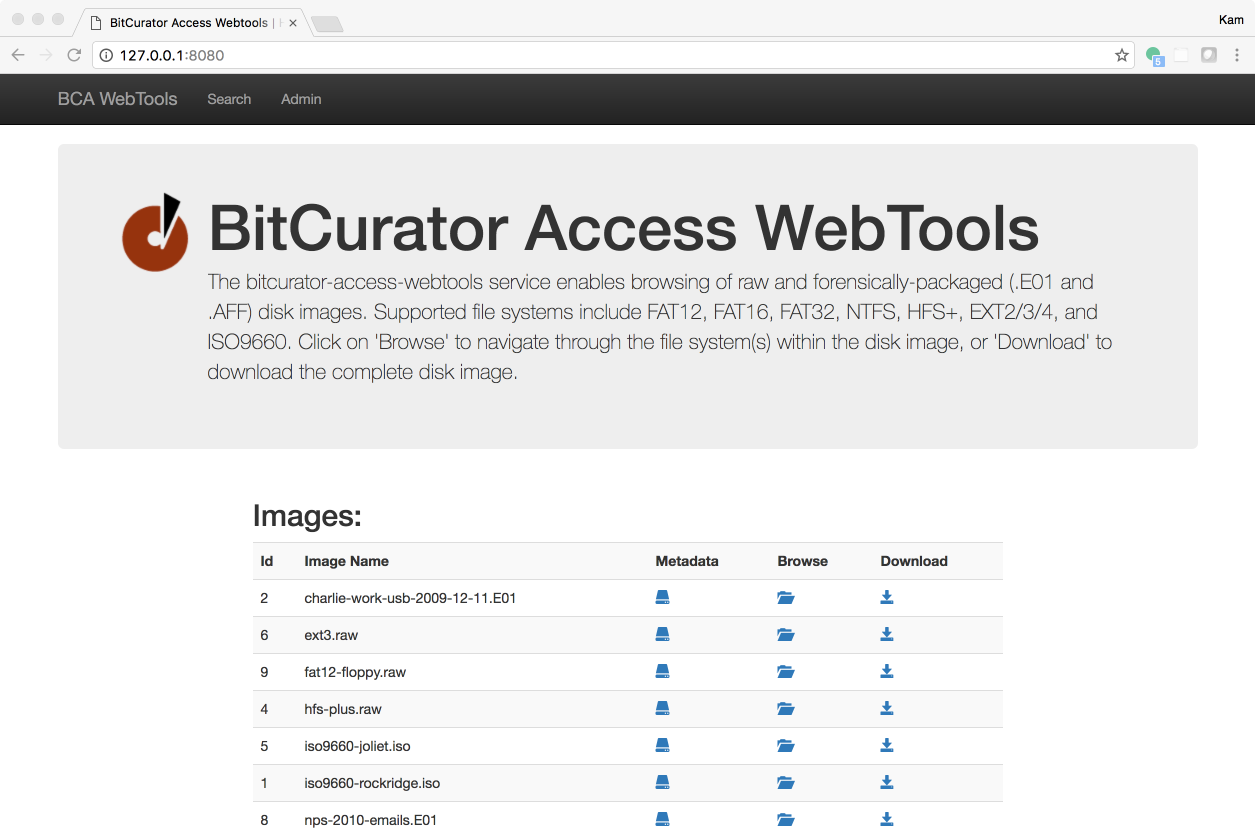 BitCurator Access Webtools |
Kam
127.0.0.1:8080
5
BCA WebTools Search Admin
BitCurator Access WebTools
The bitcurator-access-webtools service enables browsing of raw and forensically-packaged (.E01 and
.AFF) disk images. Supported file systems include FAT12, FAT16, FAT32, NTFS, HFS+, EXT2/3/4, and
ISO9660. Click on 'Browse' to navigate through the file system(s) within the disk image, or 'Download' to
download the complete disk image.
Images:
Id Image Name Metadata Browse Download
2 charlie-work-usb-2009-12-11.E01
6 ext3.raw
9 fat12-floppy.raw
4 hfs-plus.raw
5 iso9660-joliet.iso
1 iso9660-rockridge.iso
8 nps-2010-emails.E01